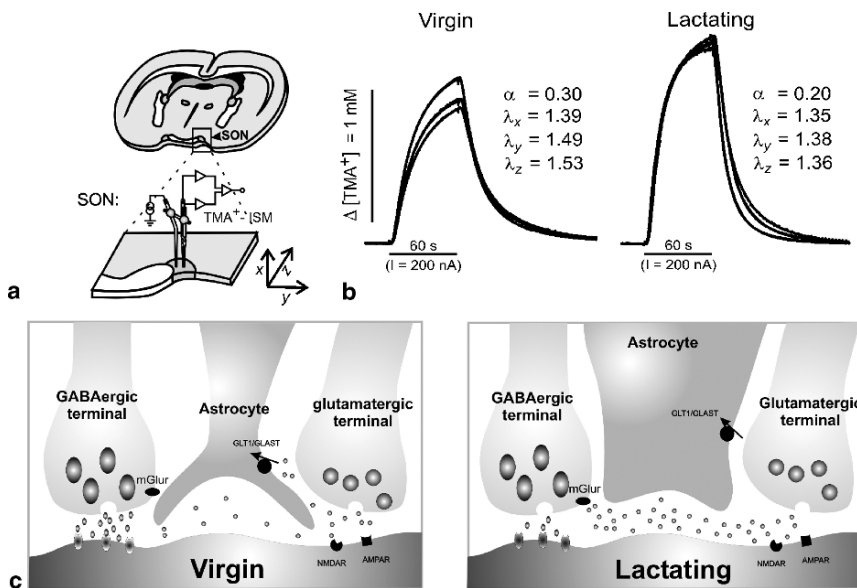 a
SON
SON:
TMA⁺- ISM
x
z
y
b
Virgin
Δ [TMA⁺] = 1 mM
α = 0.30
λx = 1.39
λy = 1.49
λz = 1.53
60 s
(I = 200 nA)
Lactating
α = 0.20
λx = 1.35
λy = 1.38
λz = 1.36
60 s
(I = 200 nA)
c
GABAergic
terminal
Astrocyte
glutamatergic
terminal
GLT1/GLAST
mGlur
NMDAR
AMPAR
Virgin
GABAergic
terminal
Astrocyte
Glutamatergic
terminal
GLT1/GLAST
mGlur
NMDAR
AMPAR
Lactating